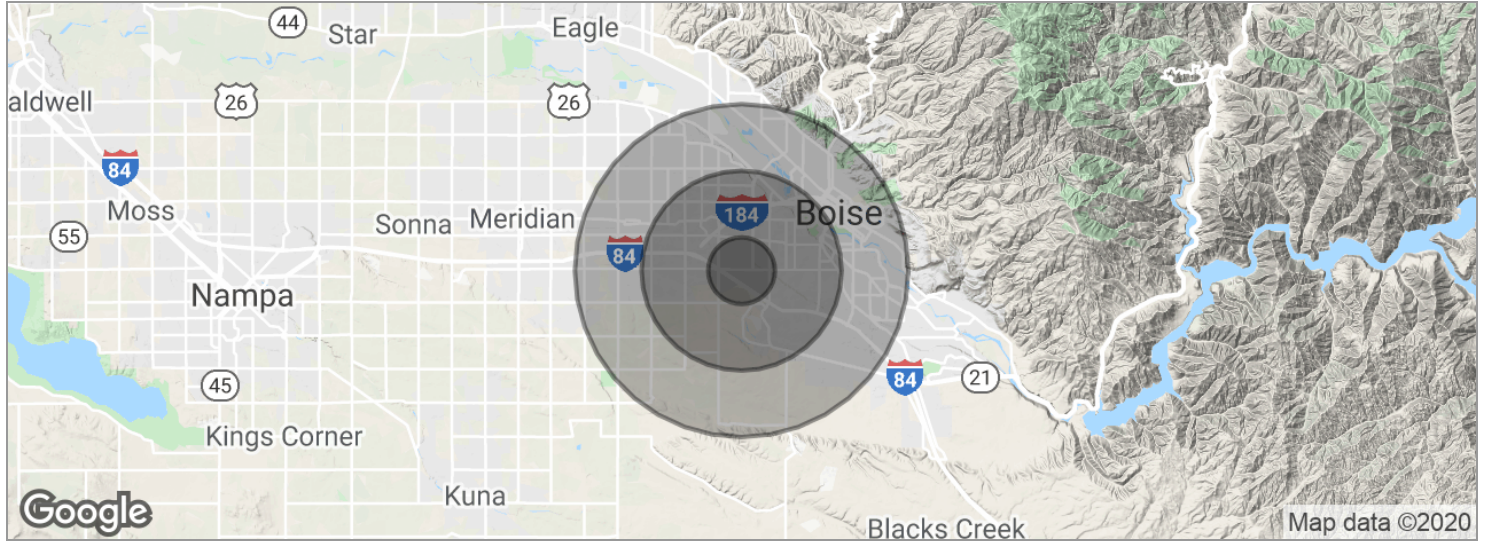 44
Star
Eagle
aldwell
26
26
84
Moss
184
Boise
55
Sonna
Meridian
84
Nampa
45
84
21
Kings Corner
Kuna
Blacks Creek
Google
Map data ©2020